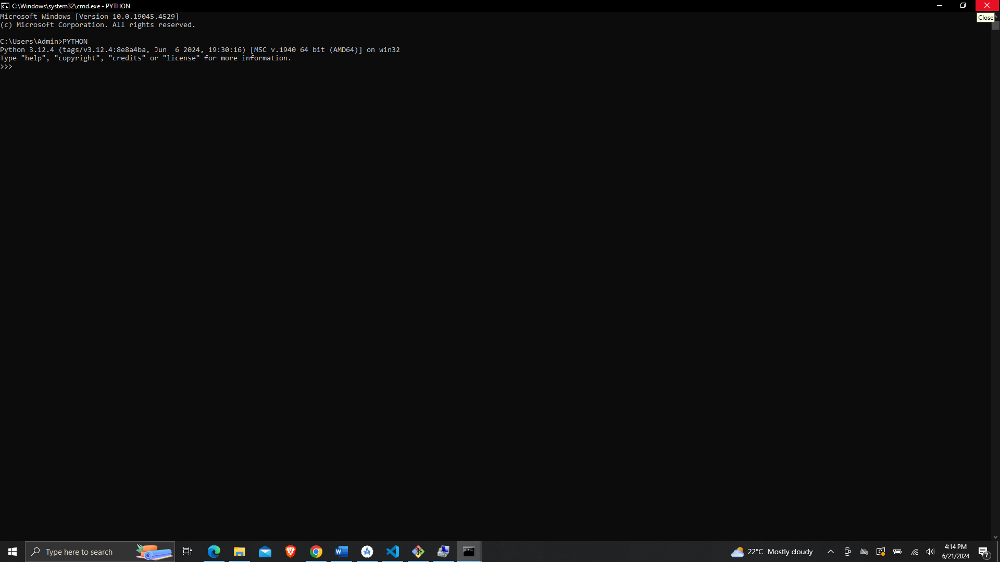 C:\Windows\system32\cmd.exe - PYTHON
Close
Microsoft Windows [Version 10.0.19045.4529]
(c) Microsoft Corporation. All rights reserved.
C:\Users\Admin>PYTHON
Python 3.12.4 (tags/v3.12.4:8e8a4ba, Jun  6 2024, 19:30:16) [MSC v.1940 64 bit (AMD64)] on win32
Type "help", "copyright", "credits" or "license" for more information.
>>>
Type here to search
22°C Mostly cloudy
4:14 PM
6/21/2024
7